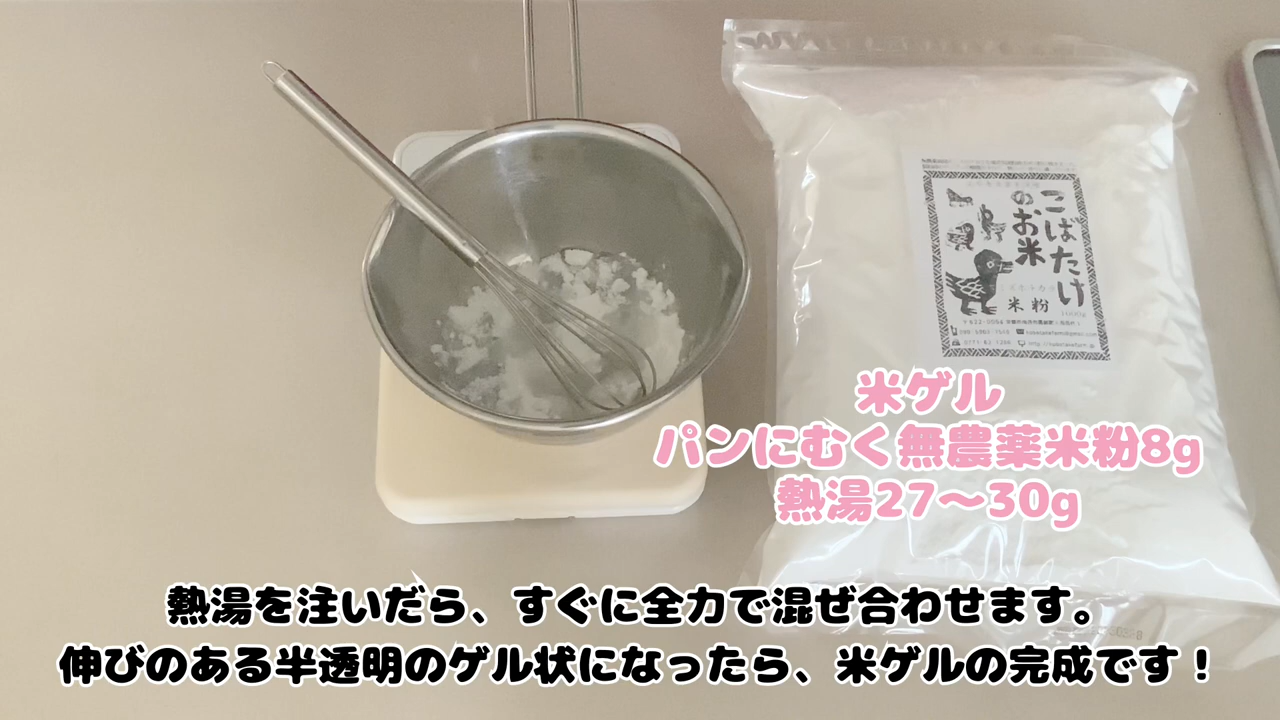 こばたけ
のお米
米粉
米ゲル
パンにむく無農薬米粉8g
熱湯27〜30g
熱湯を注いだら、すぐに全力で混ぜ合わせます。
伸びのある半透明のゲル状になったら、米ゲルの完成です！